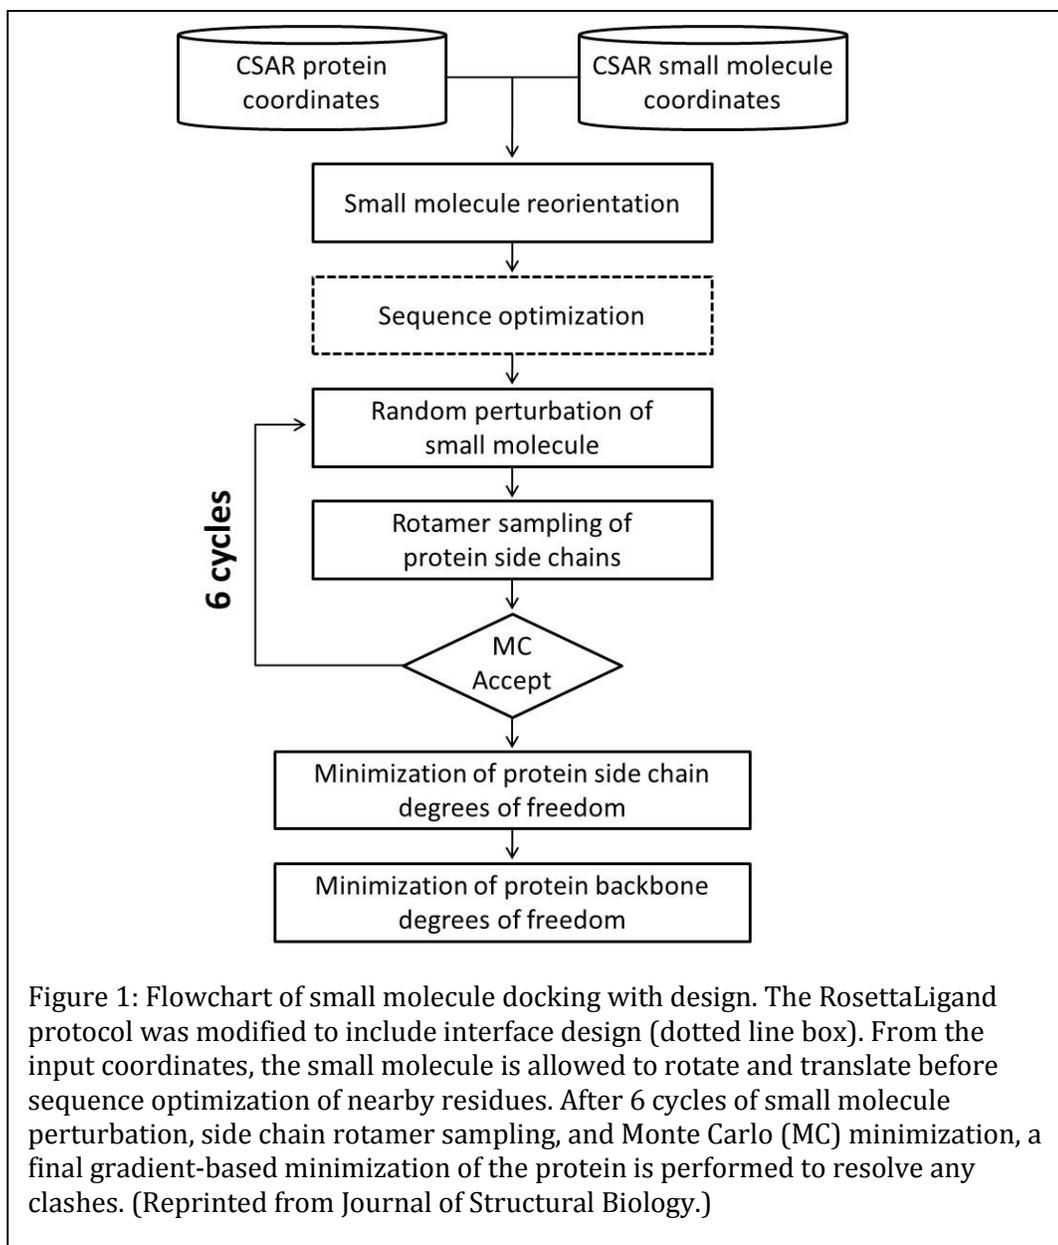 CSAR protein
coordinates
CSAR small molecule
coordinates
Small molecule reorientation
Sequence optimization
Random perturbation of
small molecule
Rotamer sampling of
protein side chains
6 cycles
MC
Accept
Minimization of protein side chain
degrees of freedom
Minimization of protein backbone
degrees of freedom
Figure 1: Flowchart of small molecule docking with design. The RosettaLigand
protocol was modified to include interface design (dotted line box). From the
input coordinates, the small molecule is allowed to rotate and translate before
sequence optimization of nearby residues. After 6 cycles of small molecule
perturbation, side chain rotamer sampling, and Monte Carlo (MC) minimization, a
final gradient-based minimization of the protein is performed to resolve any
clashes. (Reprinted from Journal of Structural Biology.)